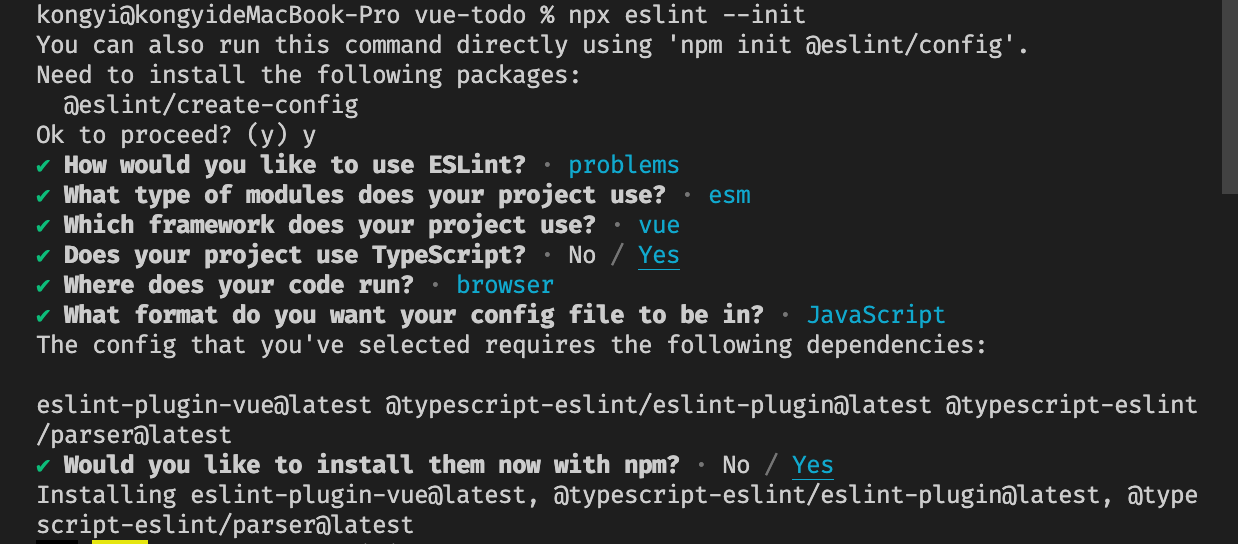 kongyi@kongyideMacBook-Pro vue-todo % npx eslint --init
You can also run this command directly using 'npm init @eslint/config'.
Need to install the following packages:
  @eslint/create-config
Ok to proceed? (y) y
✔ How would you like to use ESLint? · problems
✔ What type of modules does your project use? · esm
✔ Which framework does your project use? · vue
✔ Does your project use TypeScript? · No / Yes
✔ Where does your code run? · browser
✔ What format do you want your config file to be in? · JavaScript
The config that you've selected requires the following dependencies:

eslint-plugin-vue@latest @typescript-eslint/eslint-plugin@latest @typescript-eslint
/parser@latest
✔ Would you like to install them now with npm? · No / Yes
Installing eslint-plugin-vue@latest, @typescript-eslint/eslint-plugin@latest, @type
script-eslint/parser@latest